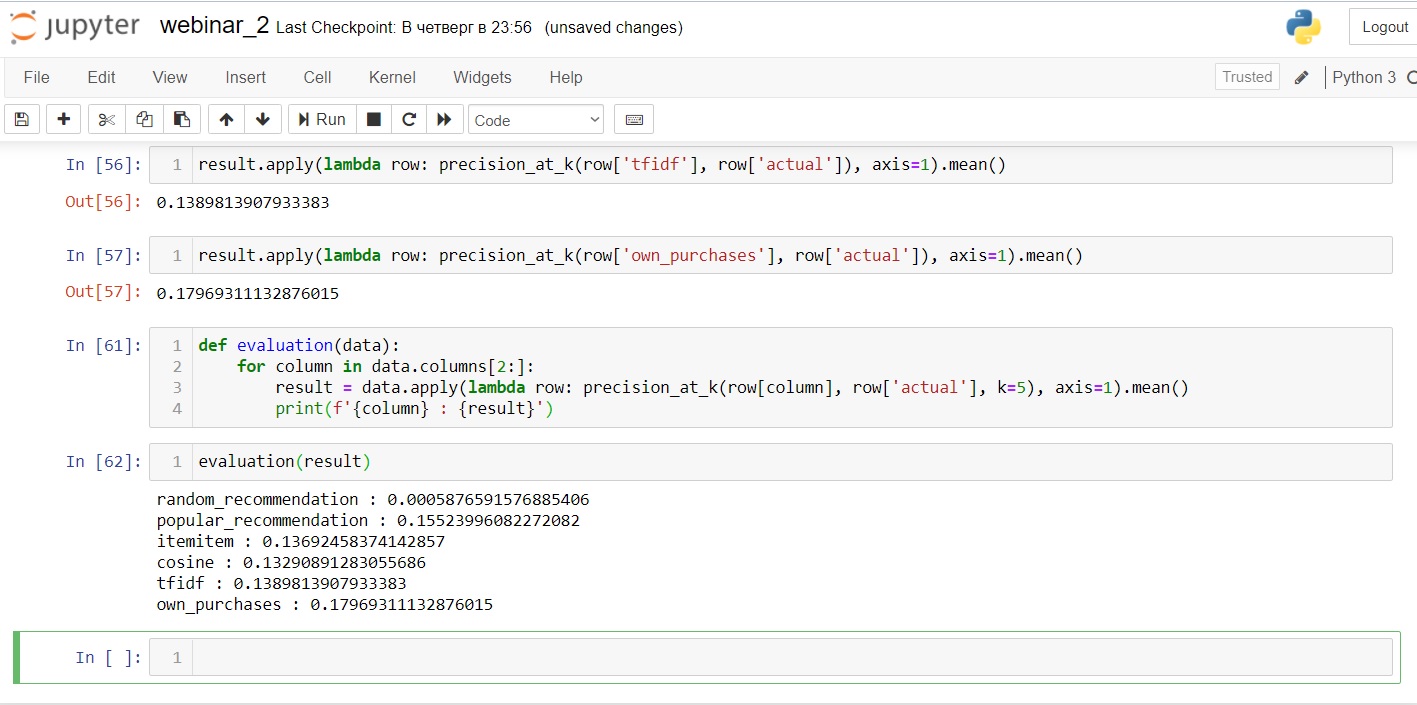 jupyter webinar_2 Last Checkpoint: В четверг в 23:56 (unsaved changes) Logout
File Edit View Insert Cell Kernel Widgets Help Trusted Python 3
Run Code
In [56]: 1 result.apply(lambda row: precision_at_k(row['tfidf'], row['actual']), axis=1).mean()
Out[56]: 0.1389813907933383
In [57]: 1 result.apply(lambda row: precision_at_k(row['own_purchases'], row['actual']), axis=1).mean()
Out[57]: 0.17969311132876015
In [61]: 1 def evaluation(data):
2     for column in data.columns[2:]:
3         result = data.apply(lambda row: precision_at_k(row[column], row['actual'], k=5), axis=1).mean()
4         print(f'{column} : {result}')
In [62]: 1 evaluation(result)
random_recommendation : 0.0005876591576885406
popular_recommendation : 0.15523996082272082
itemitem : 0.13692458374142857
cosine : 0.13290891283055686
tfidf : 0.1389813907933383
own_purchases : 0.17969311132876015
In [ ]: 1